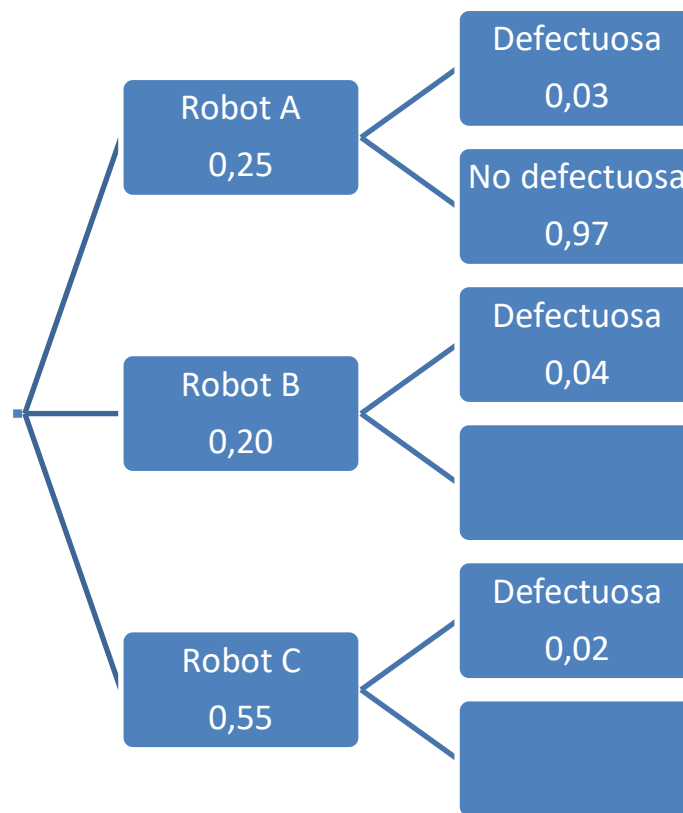 Defectuosa
0,03
Robot A
0,25
No defectuosa
0,97
Defectuosa
0,04
Robot B
0,20
Defectuosa
0,02
Robot C
0,55